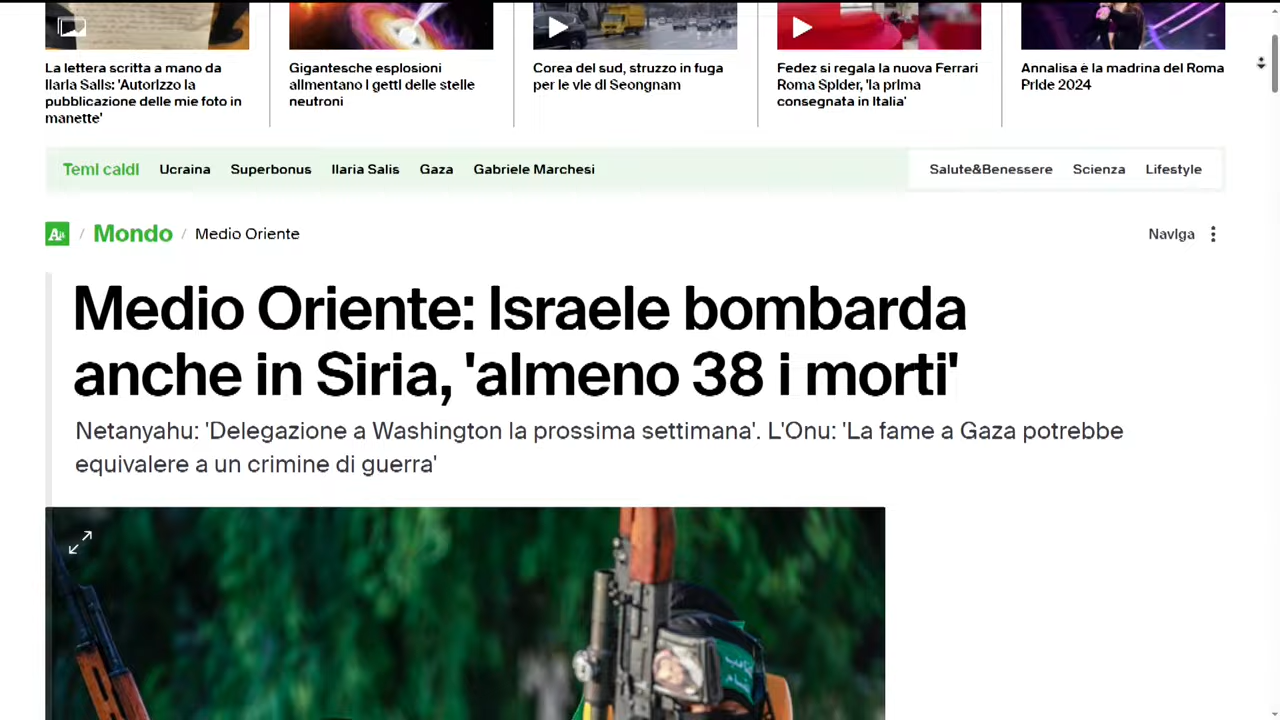 La lettera scritta a mano da
Ilaria Salis: 'Autorizzo la
pubblicazione delle mie foto in
manette'
Gigantesche esplosioni
alimentano i getti delle stelle
neutroni
Corea del sud, struzzo in fuga
per le vie di Seongnam
Fedez si regala la nuova Ferrari
Roma Spider, 'la prima
consegnata in Italia'
Annalisa è la madrina del Roma
Pride 2024
Temi caldi Ucraina Superbonus Ilaria Salis Gaza Gabriele Marchesi Salute&Benessere Scienza Lifestyle
/ Mondo / Medio Oriente Naviga
Medio Oriente: Israele bombarda
anche in Siria, 'almeno 38 i morti'
Netanyahu: 'Delegazione a Washington la prossima settimana'. L'Onu: 'La fame a Gaza potrebbe
equivalere a un crimine di guerra'